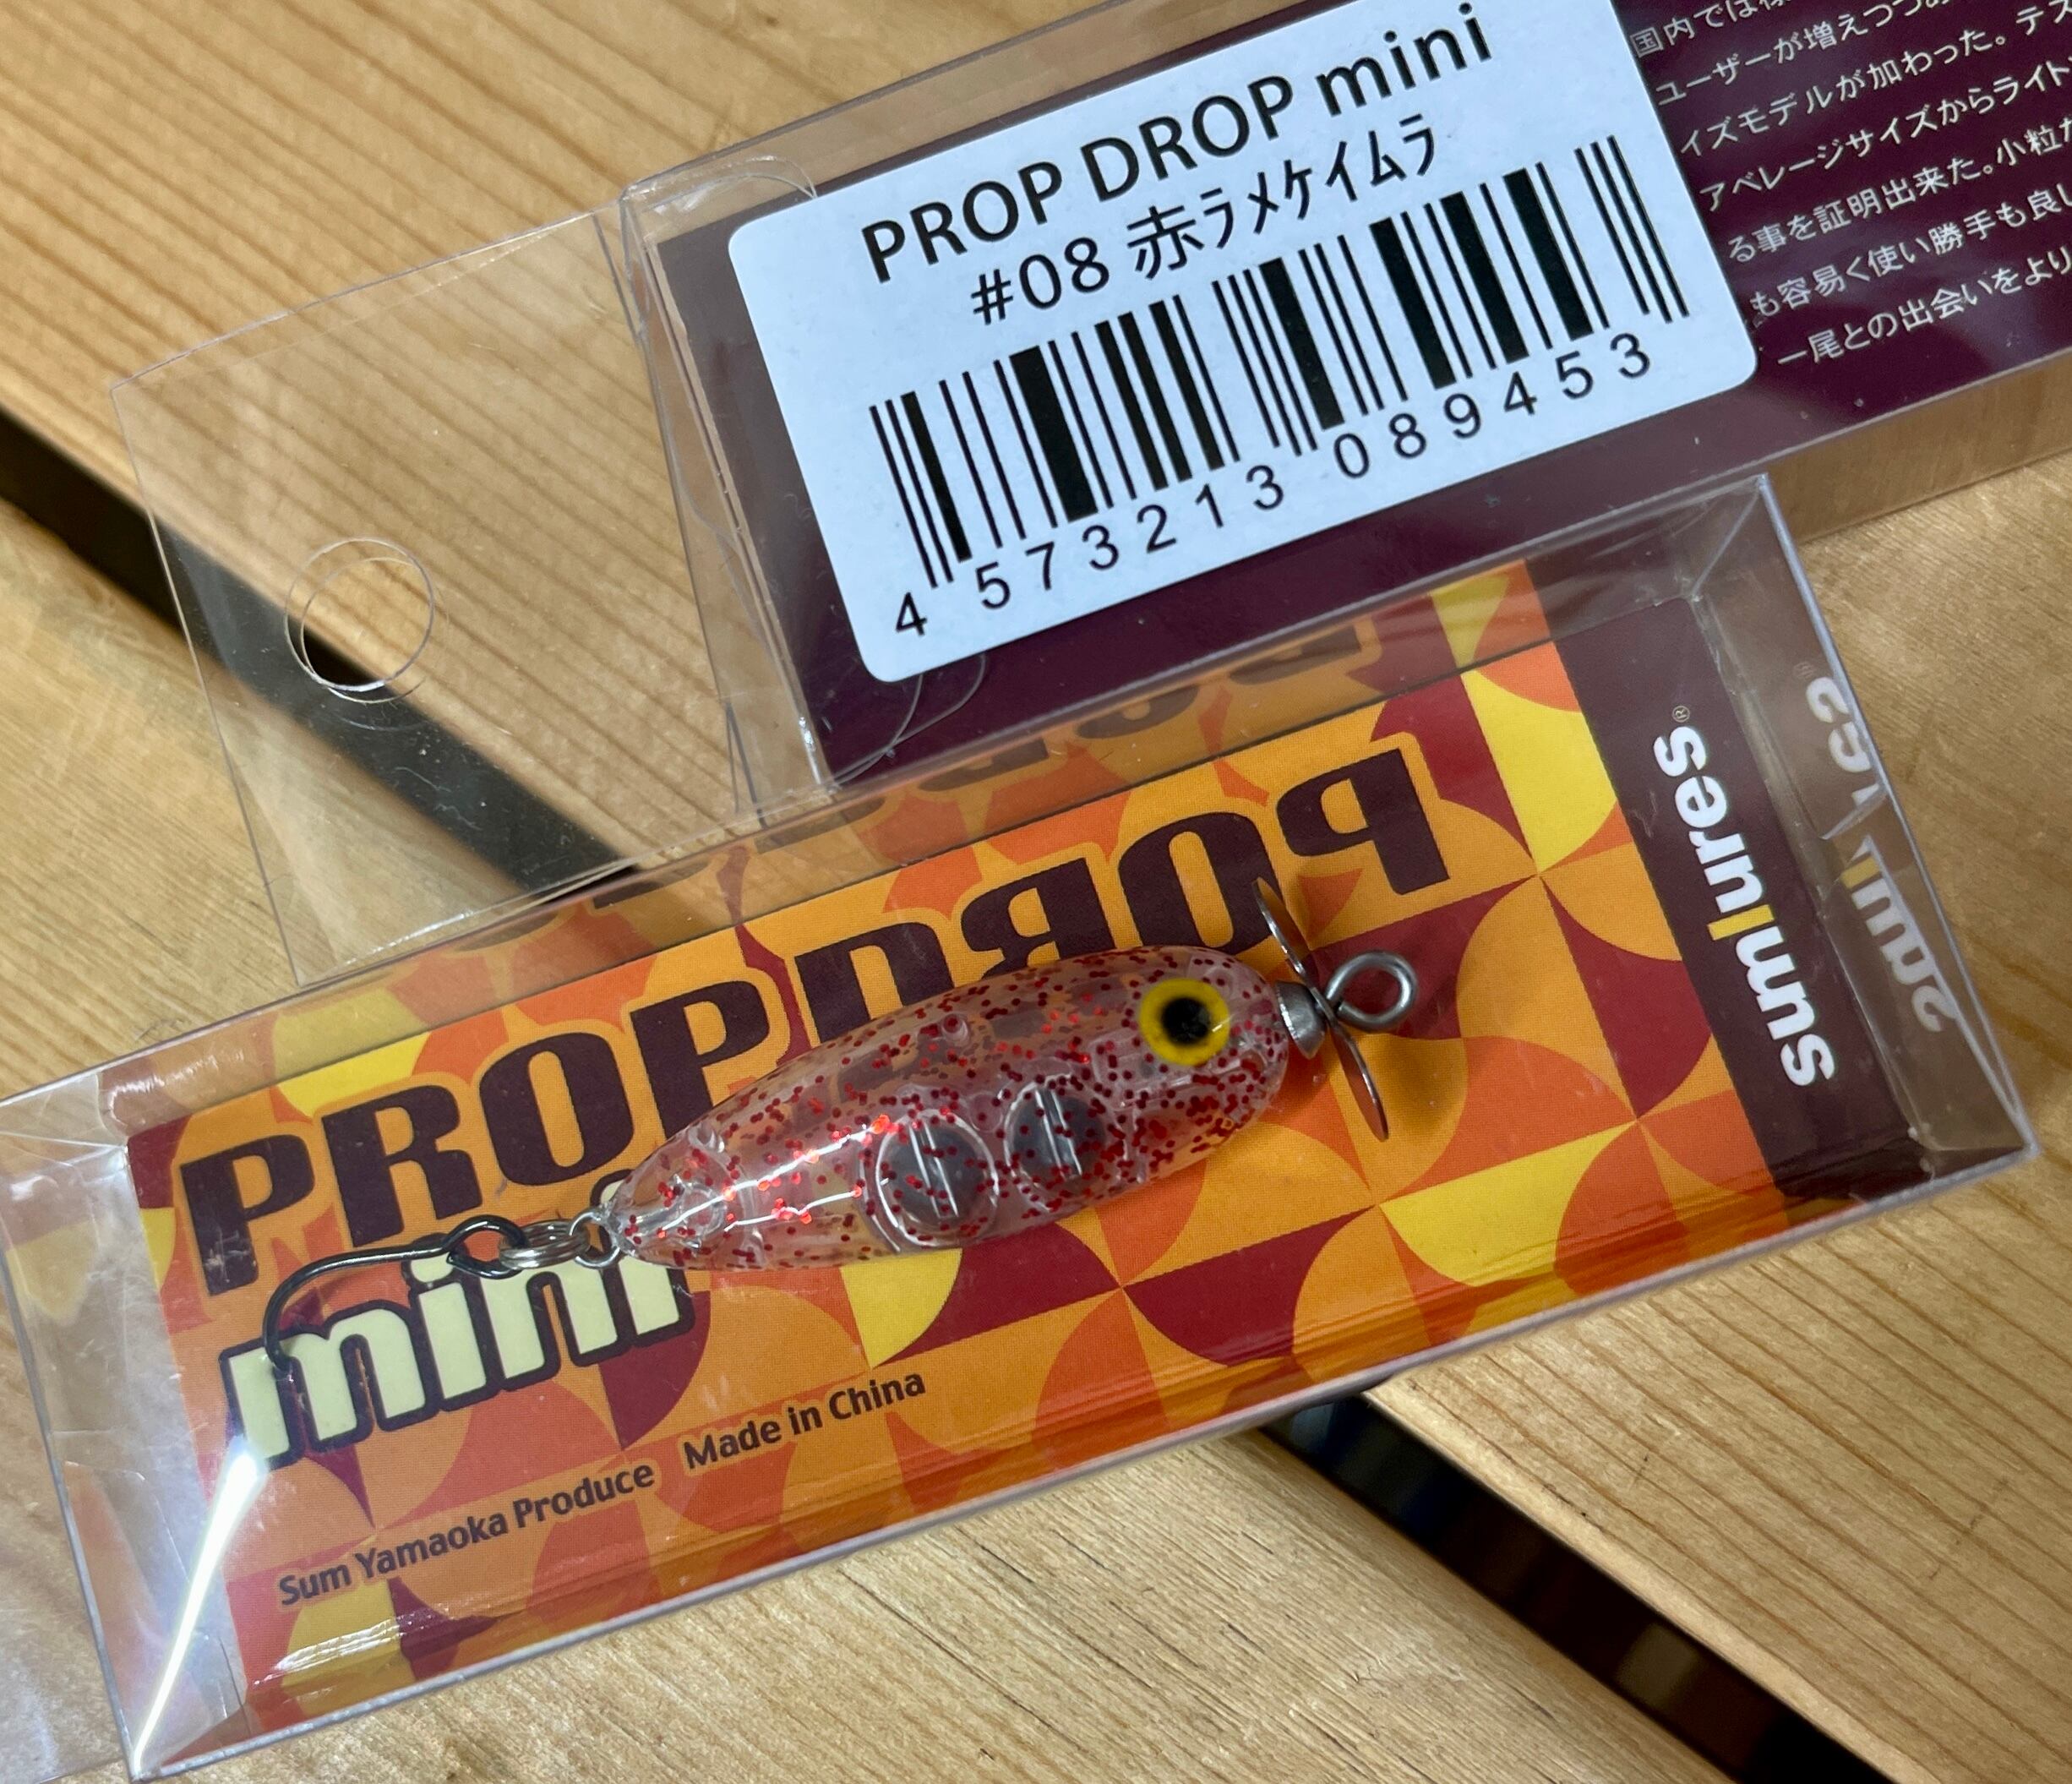 PROP DROP mini
#08 赤ﾗﾒｹｲﾑﾗ
4 573213 089453
国内では
ユーザーが増えつつ
イズモデルが加わった。テス
アベレージサイズからライト
る事を証明出来た。小粒
も容易く使い勝手も良
一尾との出会いをより
PROP DROP
mini
Sum Yamaoka Produce Made in China
sumlures®